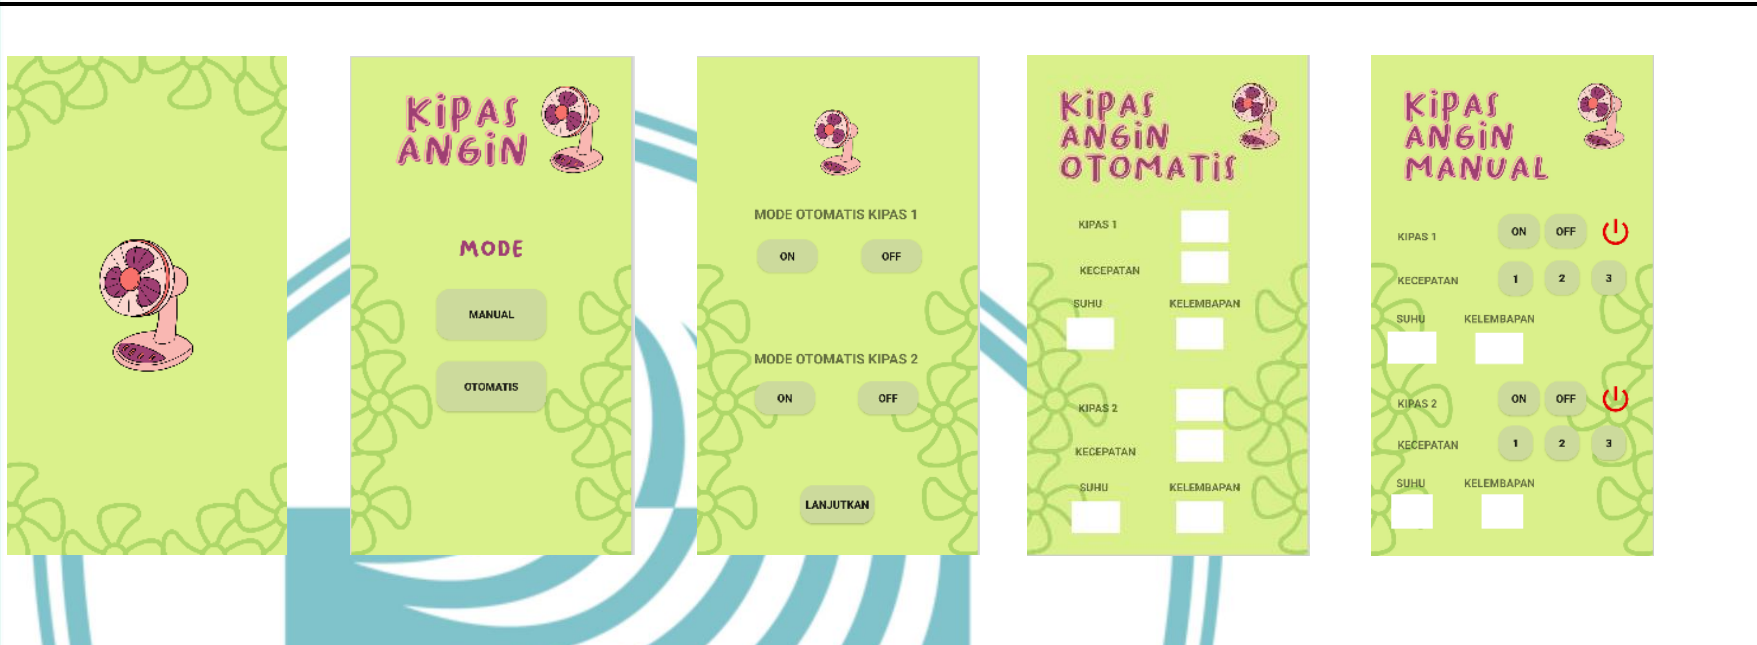 KiPAS
ANGiN
MODE
MANUAL
OTOMATIS
MODE OTOMATIS KIPAS 1
ON OFF
MODE OTOMATIS KIPAS 2
ON OFF
LANJUTKAN
KiPAS
ANGiN
OTOMATiS
KIPAS 1
KECEPATAN
SUHU KELEMBAPAN
KIPAS 2
KECEPATAN
SUHU KELEMBAPAN
KiPAS
ANGiN
MANUAL
KIPAS 1 ON OFF
KECEPATAN 1 2 3
SUHU KELEMBAPAN
KIPAS 2 ON OFF
KECEPATAN 1 2 3
SUHU KELEMBAPAN